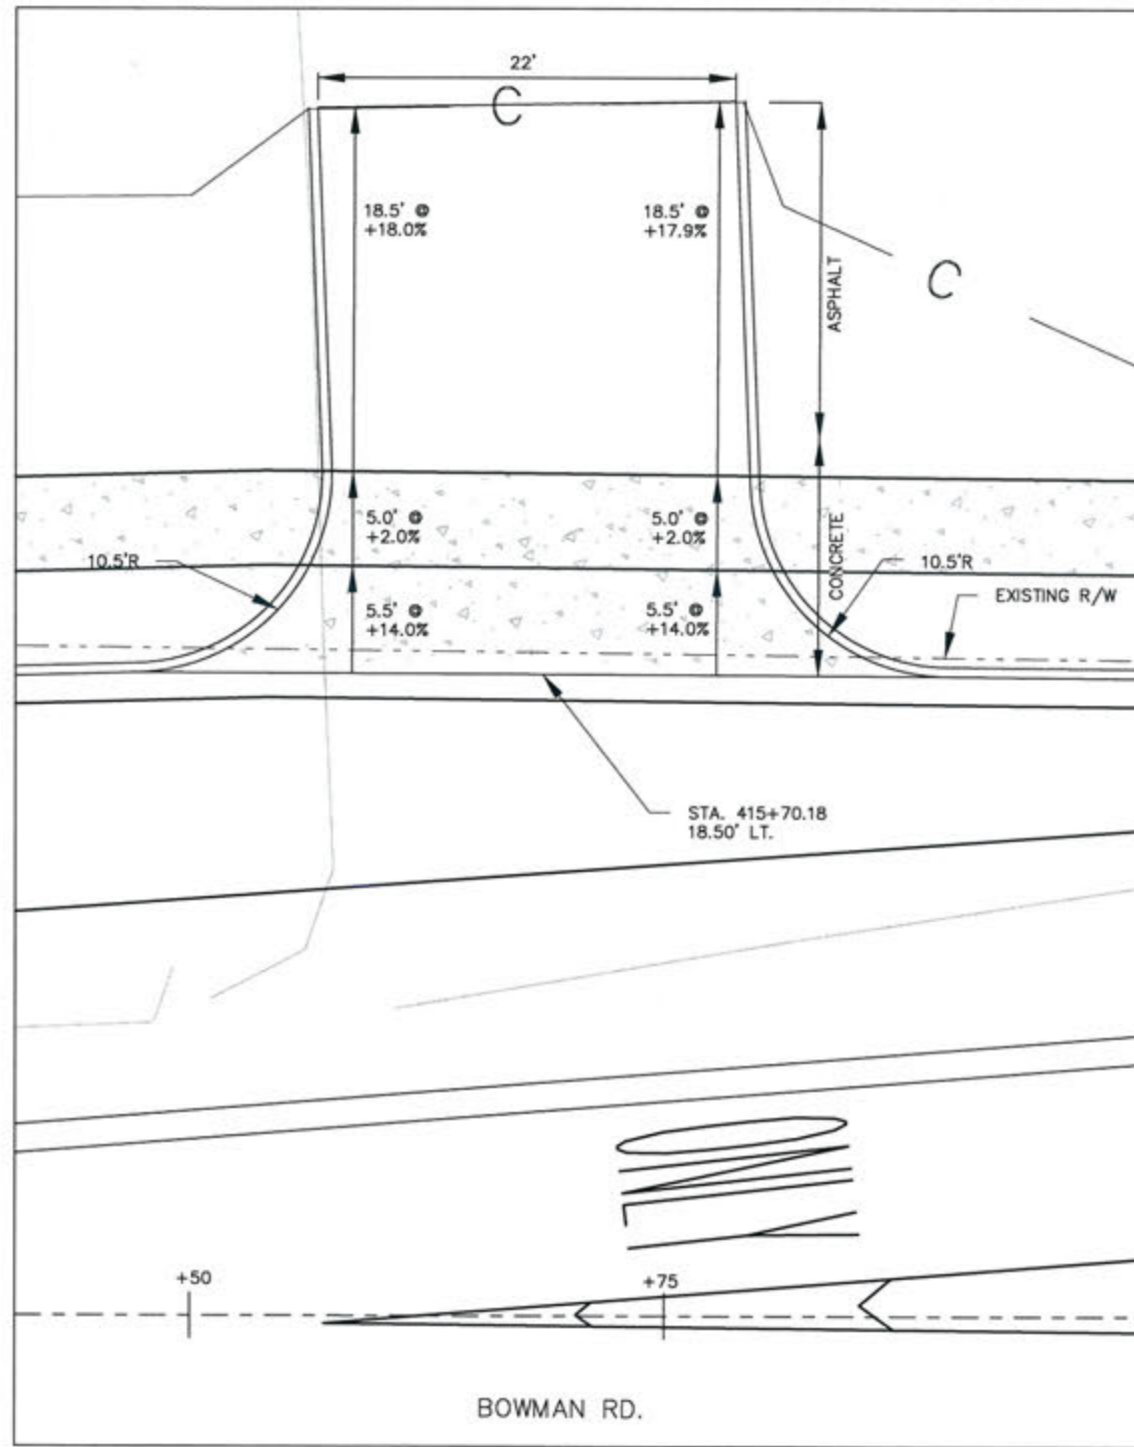 22'
C
18.5' @
+18.0%
18.5' @
+17.9%
ASPHALT
C
5.0' @
+2.0%
5.0' @
+2.0%
CONCRETE
10.5'R
10.5'R
5.5' @
+14.0%
5.5' @
+14.0%
EXISTING R/W
STA. 415+70.18
18.50' LT.
ONLY
+50
+75
BOWMAN RD.